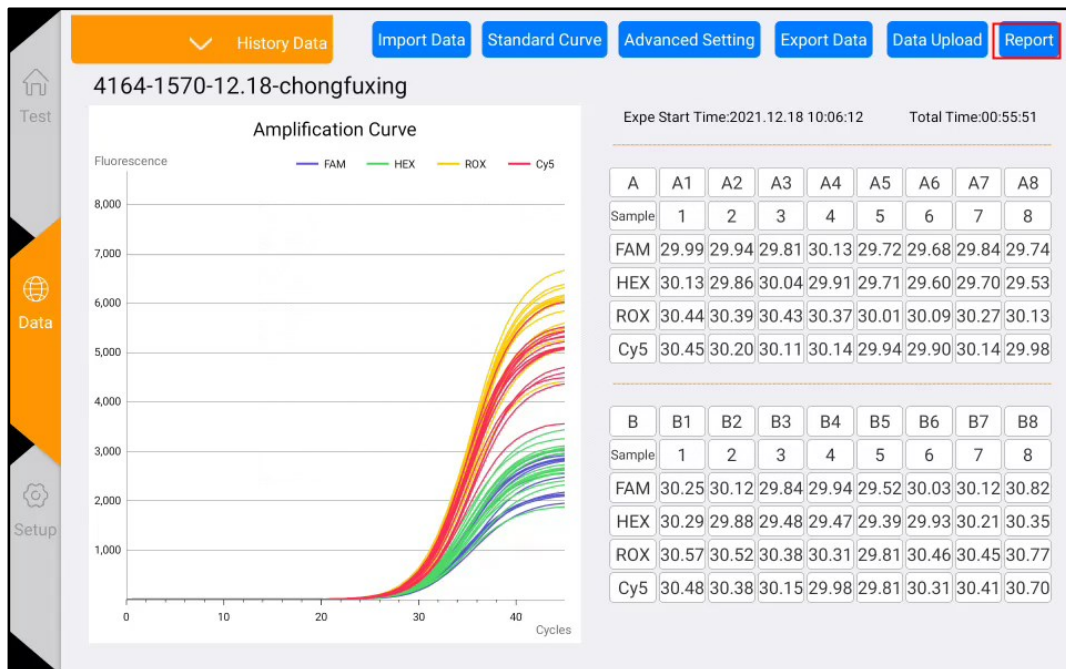 History Data
Import Data
Standard Curve
Advanced Setting
Export Data
Data Upload
Report
Test
Data
Setup
4164-1570-12.18-chongfuxing
Amplification Curve
Fluorescence
FAM HEX ROX Cy5
8,000
7,000
6,000
5,000
4,000
3,000
2,000
1,000
0 10 20 30 40
Cycles
Expe Start Time:2021.12.18 10:06:12 Total Time:00:55:51
A A1 A2 A3 A4 A5 A6 A7 A8
Sample 1 2 3 4 5 6 7 8
FAM 29.99 29.94 29.81 30.13 29.72 29.68 29.84 29.74
HEX 30.13 29.86 30.04 29.91 29.71 29.60 29.70 29.53
ROX 30.44 30.39 30.43 30.37 30.01 30.09 30.27 30.13
Cy5 30.45 30.20 30.11 30.14 29.94 29.90 30.14 29.98
B B1 B2 B3 B4 B5 B6 B7 B8
Sample 1 2 3 4 5 6 7 8
FAM 30.25 30.12 29.84 29.94 29.52 30.03 30.12 30.82
HEX 30.29 29.88 29.48 29.47 29.39 29.93 30.21 30.35
ROX 30.57 30.52 30.38 30.31 29.81 30.46 30.45 30.77
Cy5 30.48 30.38 30.15 29.98 29.81 30.31 30.41 30.70